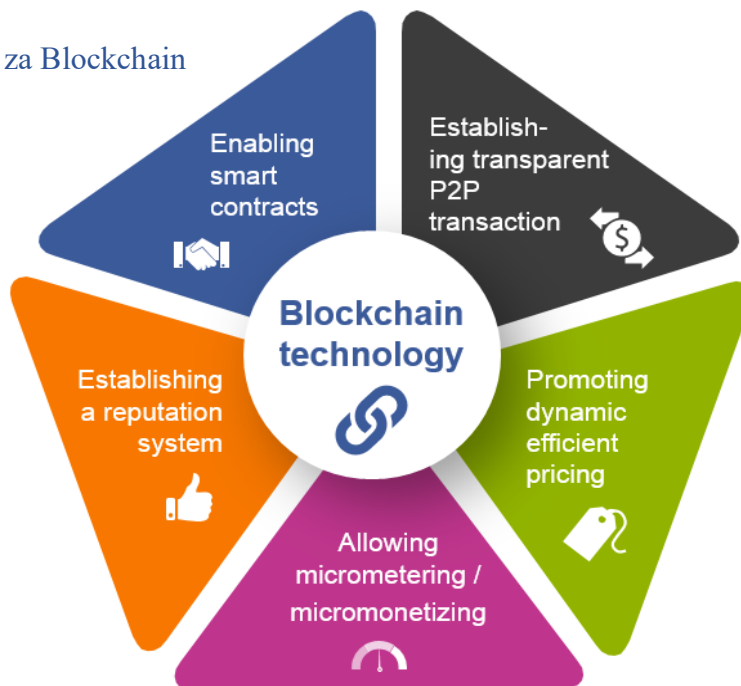 za Blockchain
Enabling
smart
contracts
Establish-
ing transparent
P2P
transaction
$
Blockchain
technology
Establishing
a reputation
system
Promoting
dynamic
efficient
pricing
Allowing
micrometering /
micromonetizing